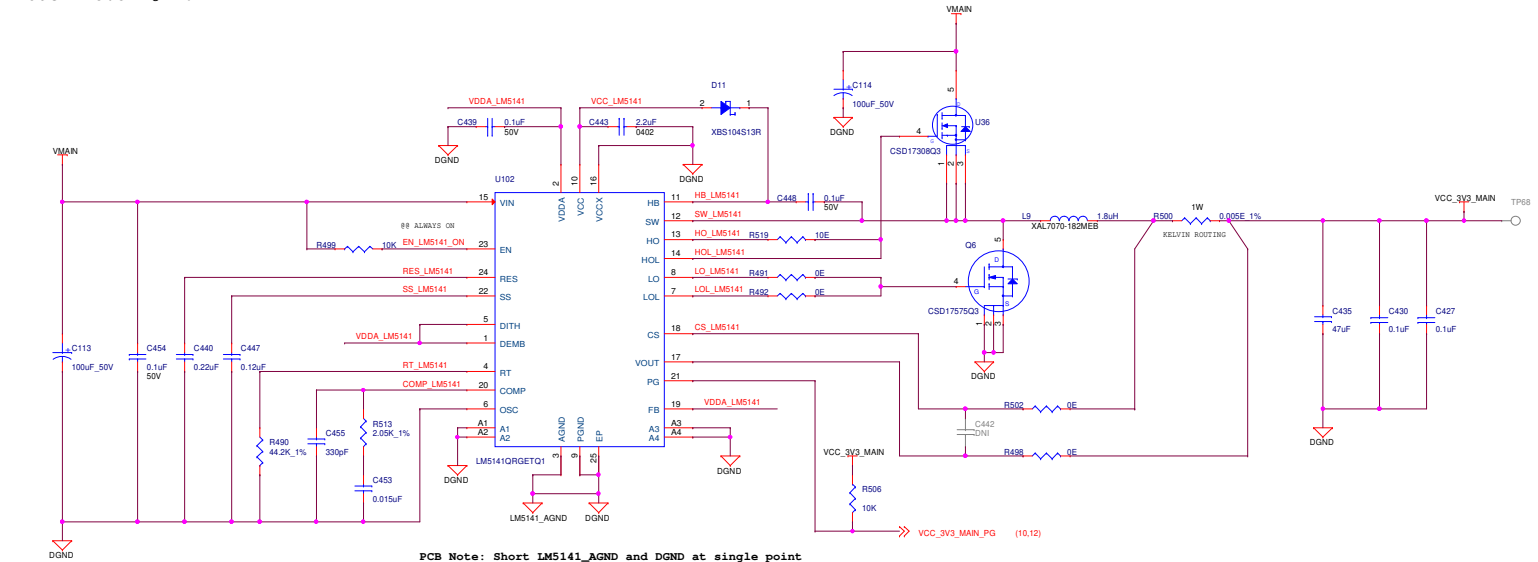 VMAIN
D11
C114
100uF_50V
DGND
5
D
U36
G
S
4
CSD17308Q3
1
2
3
VDDA_LM5141
VCC_LM5141
2
1
XBS104S13R
C439
0.1uF
50V
DGND
C443
2.2uF
0402
DGND
VMAIN
U102
2
10
16
VDDA
VCC
VCCX
15
VIN
HB
11
HB_LM5141
C448
0.1uF
50V
SW
12
SW_LM5141
L9
1.8uH
XAL7070-182MEB
R500
1W
0.005E_1%
KELVIN ROUTING
VCC_3V3_MAIN
TP68
@@ ALWAYS ON
R499
10K
EN_LM5141_ON
23
EN
HO
13
HO_LM5141
R519
10E
HOL
14
HOL_LM5141
RES_LM5141
24
RES
LO
8
LO_LM5141
R491
0E
SS_LM5141
22
SS
LOL
7
LOL_LM5141
R492
0E
Q6
5
D
G
S
4
CSD17575Q3
1
2
3
DGND
5
DITH
VDDA_LM5141
1
DEMB
CS
18
CS_LM5141
RT_LM5141
4
RT
VOUT
17
COMP_LM5141
20
COMP
PG
21
6
OSC
FB
19
VDDA_LM5141
A1
A1
A2
A2
A3
A3
A4
A4
AGND
PGND
EP
3
9
25
LM5141QRGETQ1
DGND
DGND
LM5141_AGND
DGND
C113
100uF_50V
C454
0.1uF
50V
C440
0.22uF
C447
0.12uF
R490
44.2K_1%
C455
330pF
R513
2.05K_1%
C453
0.015uF
DGND
R502
0E
C442
DNI
R498
0E
VCC_3V3_MAIN
R506
10K
VCC_3V3_MAIN_PG
(10,12)
C435
47uF
C430
0.1uF
C427
0.1uF
DGND
PCB Note: Short LM5141_AGND and DGND at single point